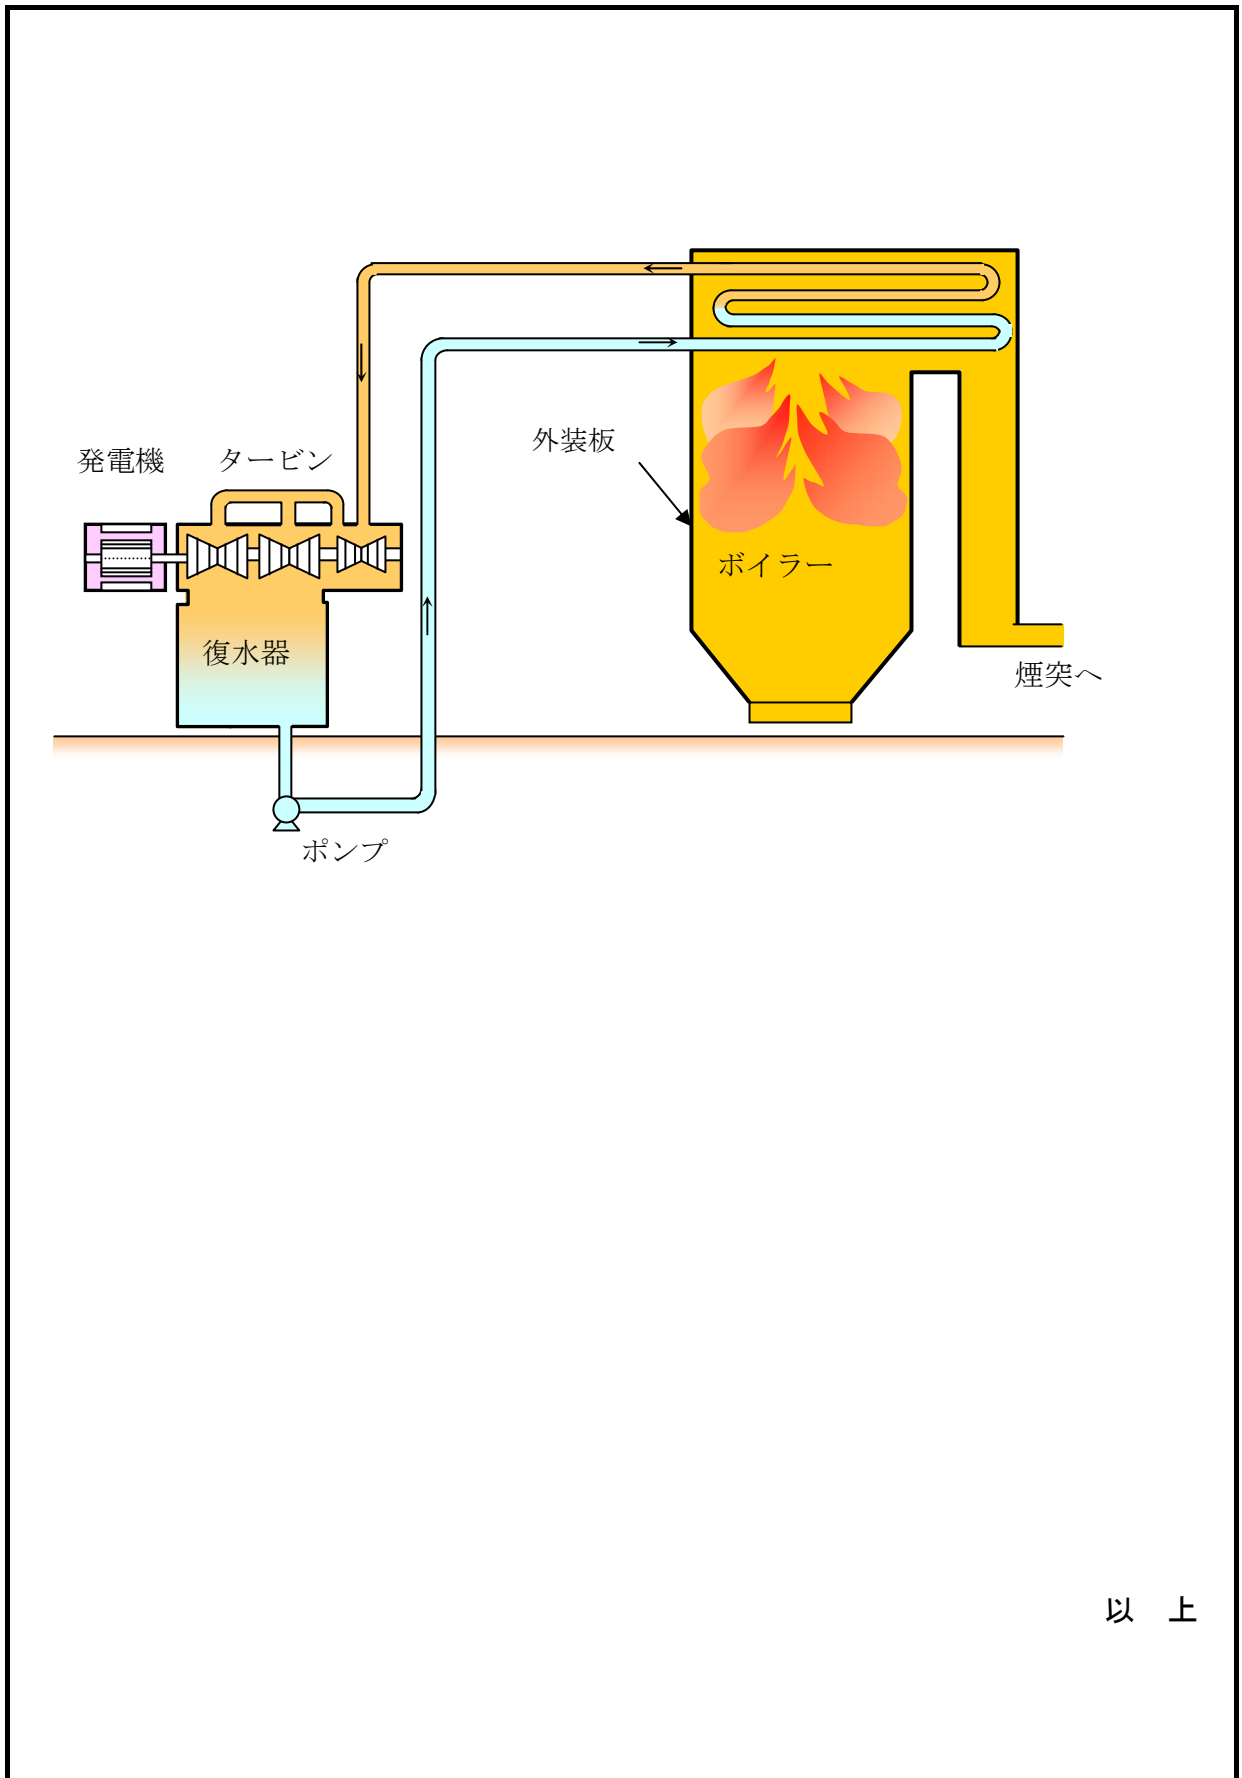 外装板
発電機
タービン
ボイラー
復水器
煙突へ
ポンプ
以 上